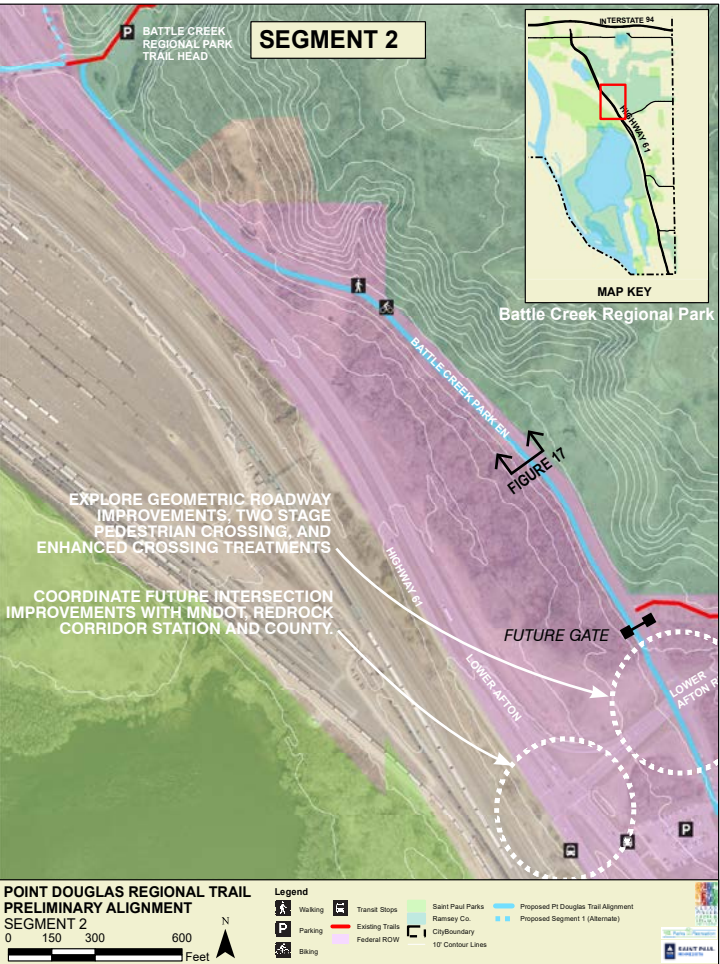 BATTLE CREEK
REGIONAL PARK
TRAIL HEAD
P
SEGMENT 2
INTERSTATE 94
HIGHWAY 61
MAP KEY
Battle Creek Regional Park
BATTLE CREEK PARK EN
FIGURE 17
EXPLORE GEOMETRIC ROADWAY
IMPROVEMENTS, TWO STAGE
PEDESTRIAN CROSSING, AND
ENHANCED CROSSING TREATMENTS
HIGHWAY 61
COORDINATE FUTURE INTERSECTION
IMPROVEMENTS WITH MNDOT, REDROCK
CORRIDOR STATION AND COUNTY.
FUTURE GATE
LOWER AFTON
LOWER
AFTON R
P
POINT DOUGLAS REGIONAL TRAIL
PRELIMINARY ALIGNMENT
SEGMENT 2
0 150 300 600
Feet
N
Legend
Walking
P Parking
Biking
Transit Stops
Existing Trails
Federal ROW
Saint Paul Parks
Ramsey Co.
CityBoundary
10' Contour Lines
Proposed Pt Douglas Trail Alignment
Proposed Segment 1 (Alternate)
SAINT PAUL